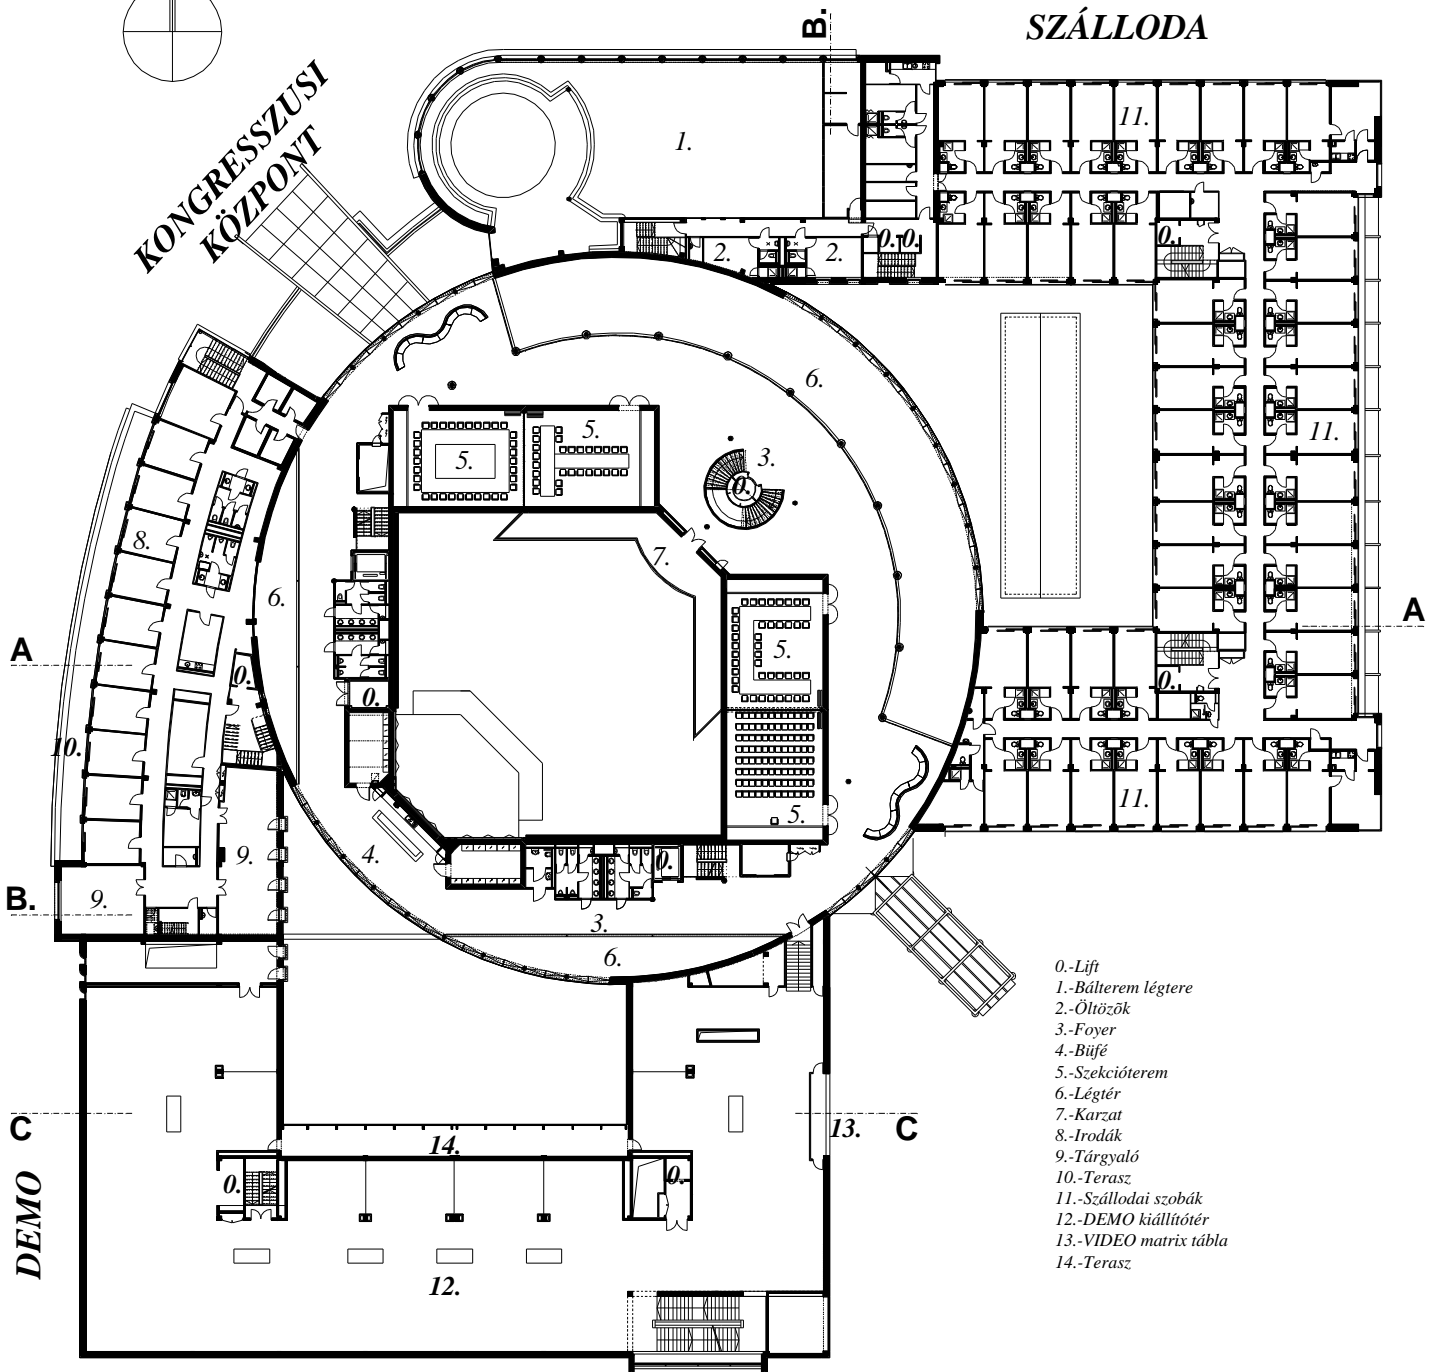 B.
SZÁLLODA
KONGRESSZUSI
KÖZPONT
1.
11.
2.
2.
0.
0.
0.
6.
3.
0.
5.
5.
11.
8.
7.
6.
A
A
0.
0.
5.
0.
10.
5.
11.
4.
9.
0.
B.
9.
3.
6.
0.-Lift
1.-Bálterem légtere
2.-Öltözõk
3.-Foyer
4.-Büfé
5.-Szekcióterem
6.-Légtér
7.-Karzat
8.-Irodák
9.-Tárgyaló
10.-Terasz
11.-Szállodai szobák
12.-DEMO kiállítótér
13.-VIDEO matrix tábla
14.-Terasz
C
13.
C
14.
0.
0.
DEMO
12.